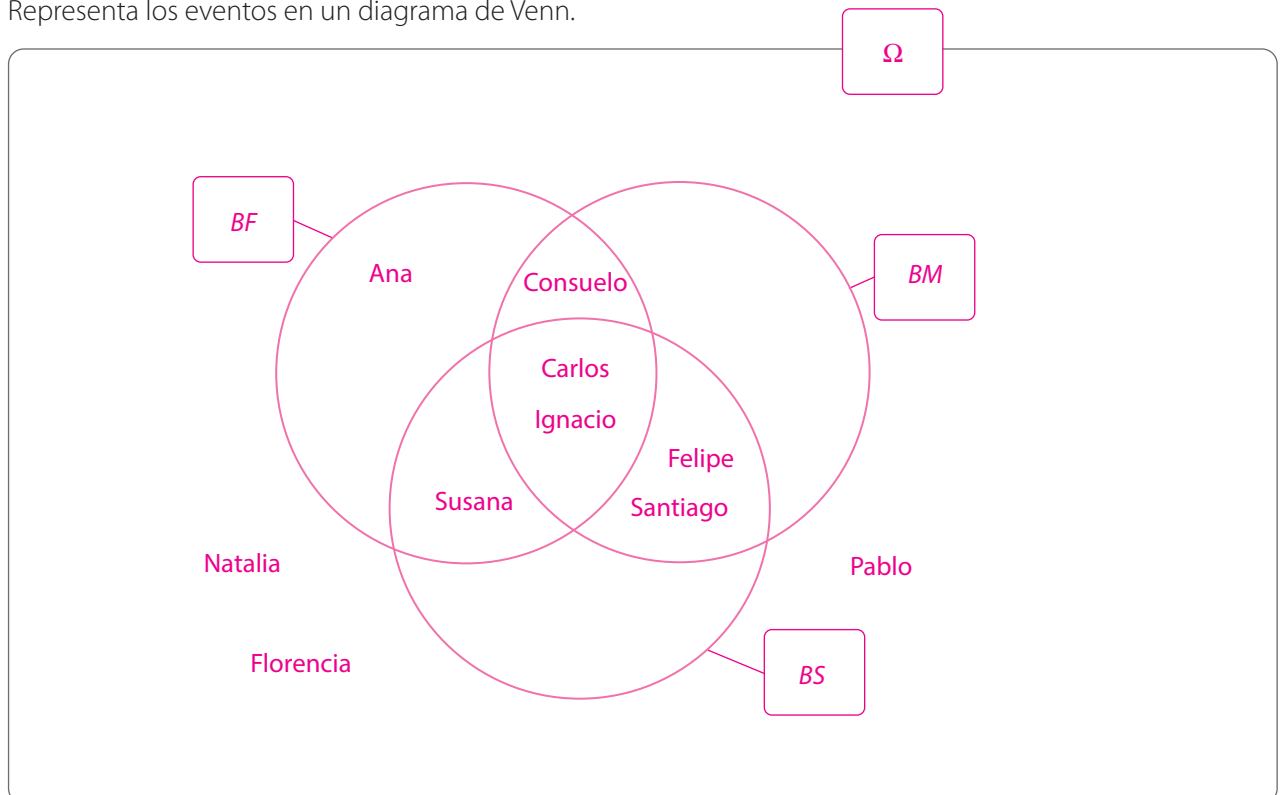 Representa los eventos en un diagrama de Venn.
Ω
BF
Ana
Consuelo
BM
Carlos
Ignacio
Felipe
Susana
Santiago
Natalia
Pablo
Florencia
BS